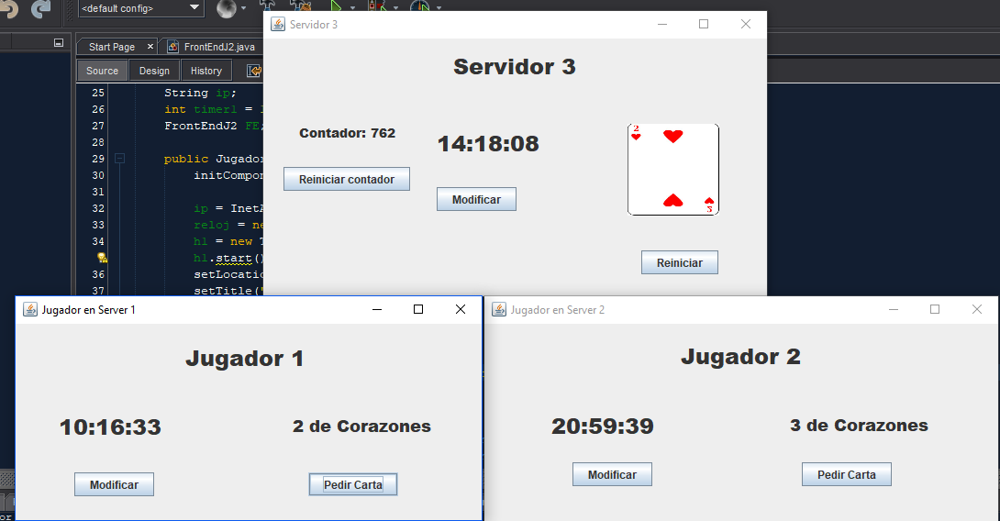 <default config>
Servidor 3
Start Page
FrontEndJ2.java
Source Design History
25 String ip;
26 int timer1 =
27 FrontEndJ2 FE;
28
29 public Jugador
30 initCompon
31
32 ip = InetA
33 reloj = ne
34 h1 = new T
h1.start()
36 setLocatio
37 setTitle("
Servidor 3
Contador: 762
14:18:08
2
2
Reiniciar contador
Modificar
Reiniciar
Jugador en Server 1
Jugador 1
10:16:33
2 de Corazones
Modificar
Pedir Carta
Jugador en Server 2
Jugador 2
20:59:39
3 de Corazones
Modificar
Pedir Carta